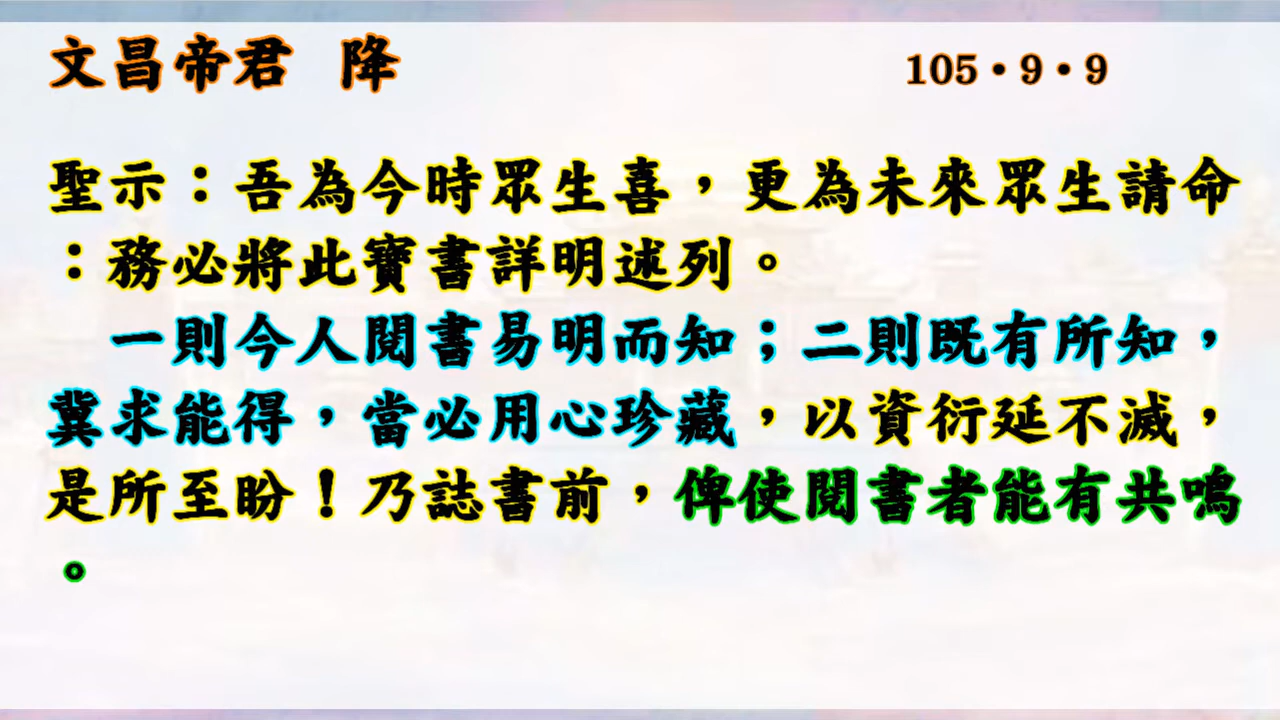 文昌帝君 降 105·9·9
聖示：吾為今時眾生喜，更為未來眾生請命
：務必將此寶書詳明述列。
一則今人閱書易明而知；二則既有所知，
冀求能得，當必用心珍藏，以資衍延不滅，
是所至盼！乃誌書前，俾使閱書者能有共鳴
。